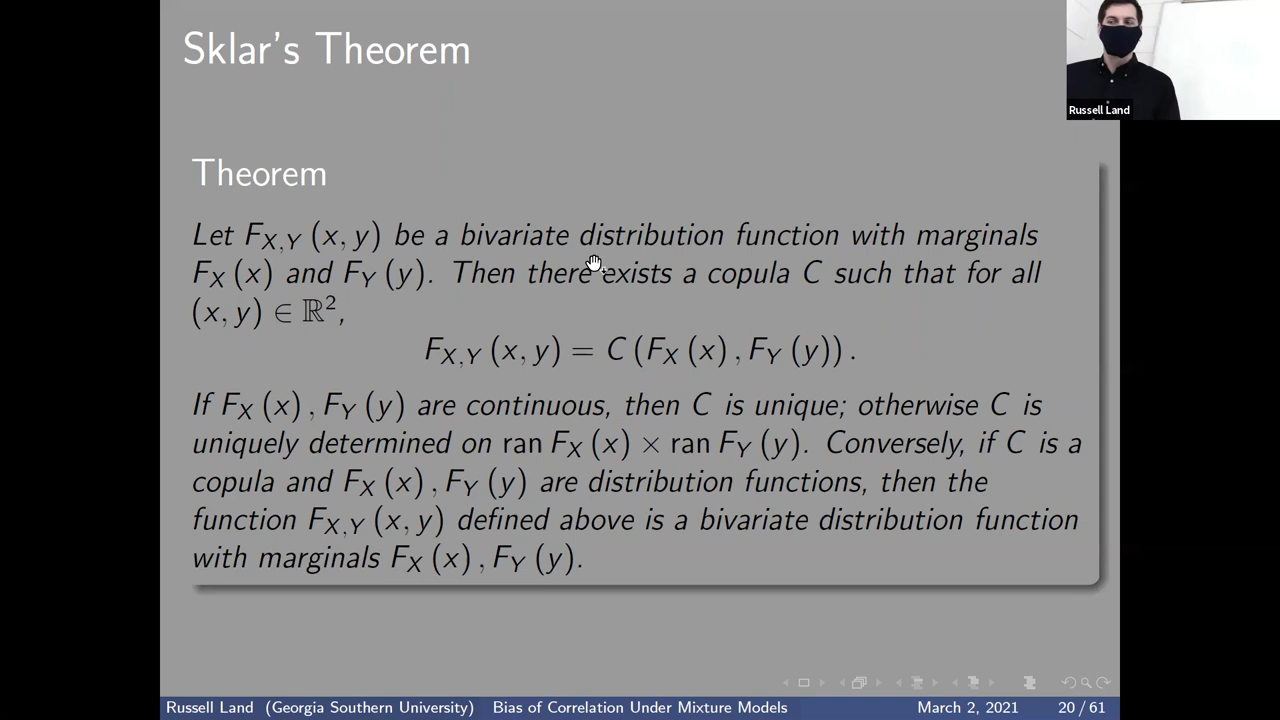 Sklar's Theorem
Russell Land
Theorem
Let F_{X,Y} (x, y) be a bivariate distribution function with marginals
F_X (x) and F_Y (y). Then there exists a copula C such that for all
(x, y) ∈ ℝ²,
F_{X,Y} (x, y) = C (F_X (x), F_Y (y)).
If F_X (x), F_Y (y) are continuous, then C is unique; otherwise C is
uniquely determined on ran F_X (x) × ran F_Y (y). Conversely, if C is a
copula and F_X (x), F_Y (y) are distribution functions, then the
function F_{X,Y} (x, y) defined above is a bivariate distribution function
with marginals F_X (x), F_Y (y).
Russell Land (Georgia Southern University) Bias of Correlation Under Mixture Models March 2, 2021 20 / 61